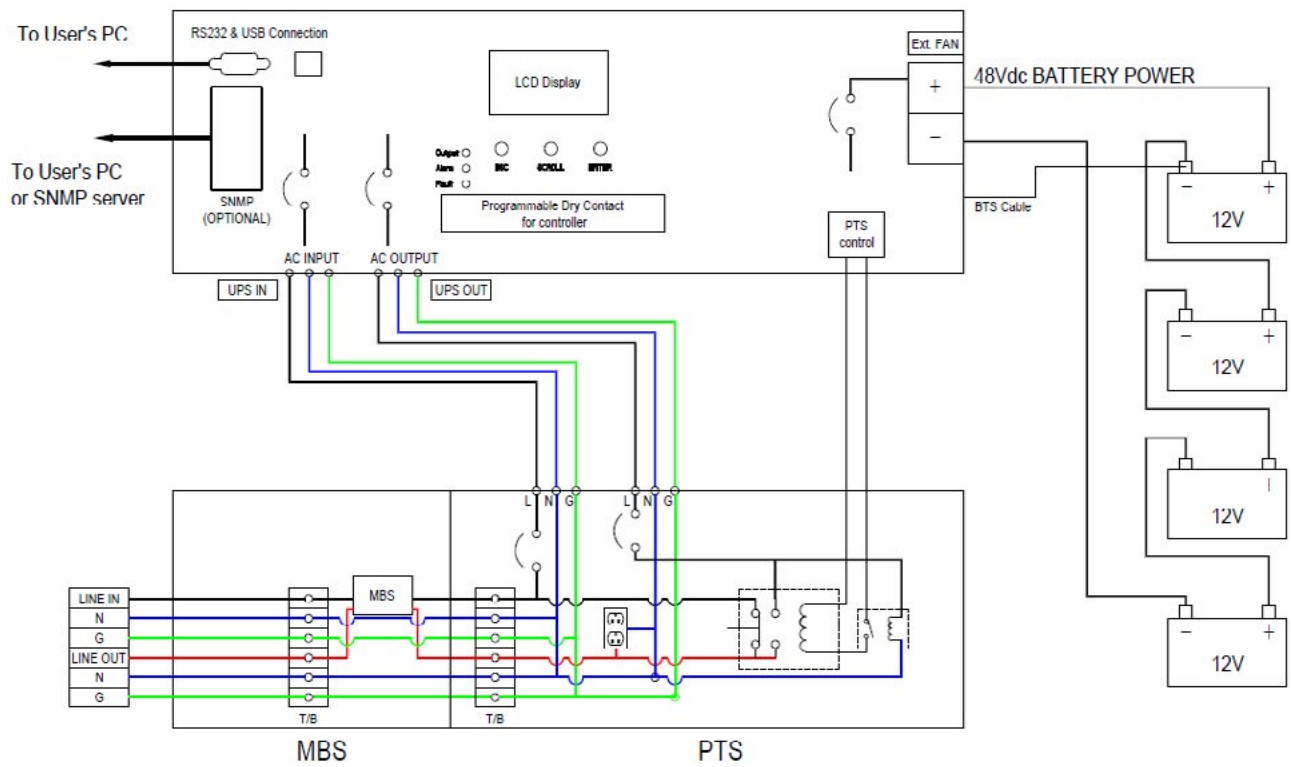 To User's PC
RS232 & USB Connection
Ext. FAN
LCD Display
+
48Vdc BATTERY POWER
−
To User's PC
or SNMP server
SNMP
(OPTIONAL)
Output
Alarm
Fault
ESC
SCROLL
ENTER
Programmable Dry Contact
for controller
PTS
control
BTS Cable
− +
12V
AC INPUT
AC OUTPUT
UPS IN
UPS OUT
− +
12V
12V
− +
12V
L N G
L N G
MBS
LINE IN
N
G
LINE OUT
N
G
T/B
T/B
MBS
PTS